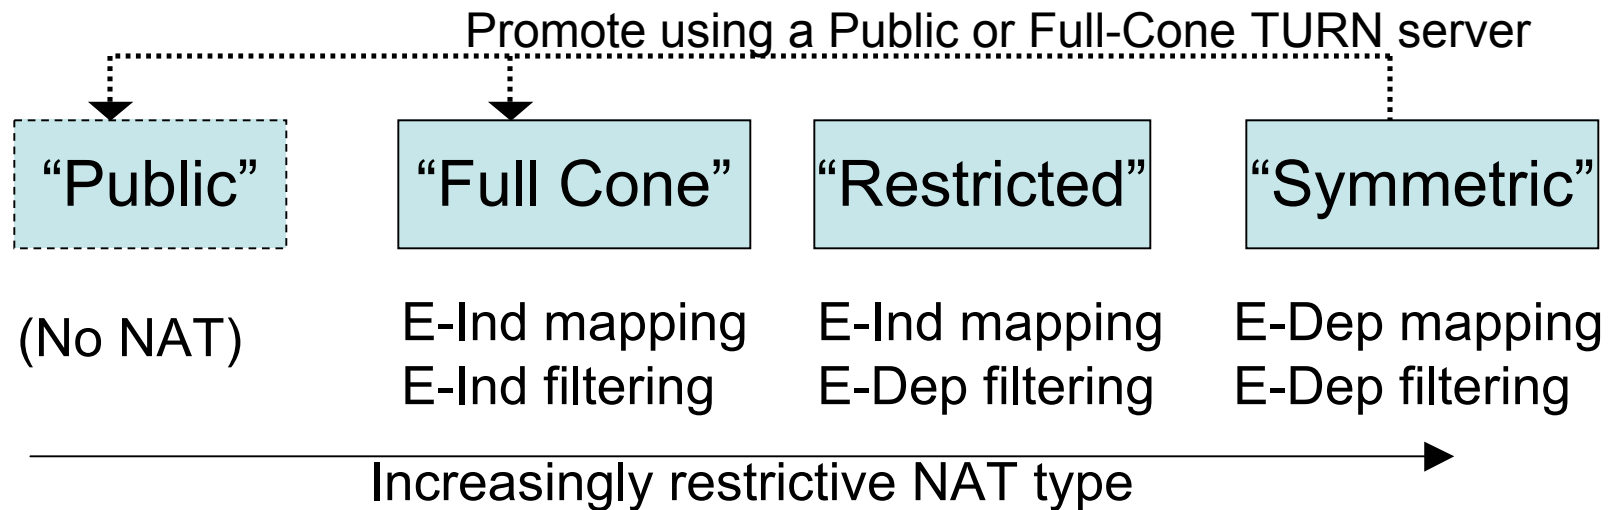 Promote using a Public or Full-Cone TURN server
“Public”
“Full Cone”
“Restricted”
“Symmetric”
(No NAT)
E-Ind mapping
E-Ind filtering
E-Ind mapping
E-Dep filtering
E-Dep mapping
E-Dep filtering
Increasingly restrictive NAT type